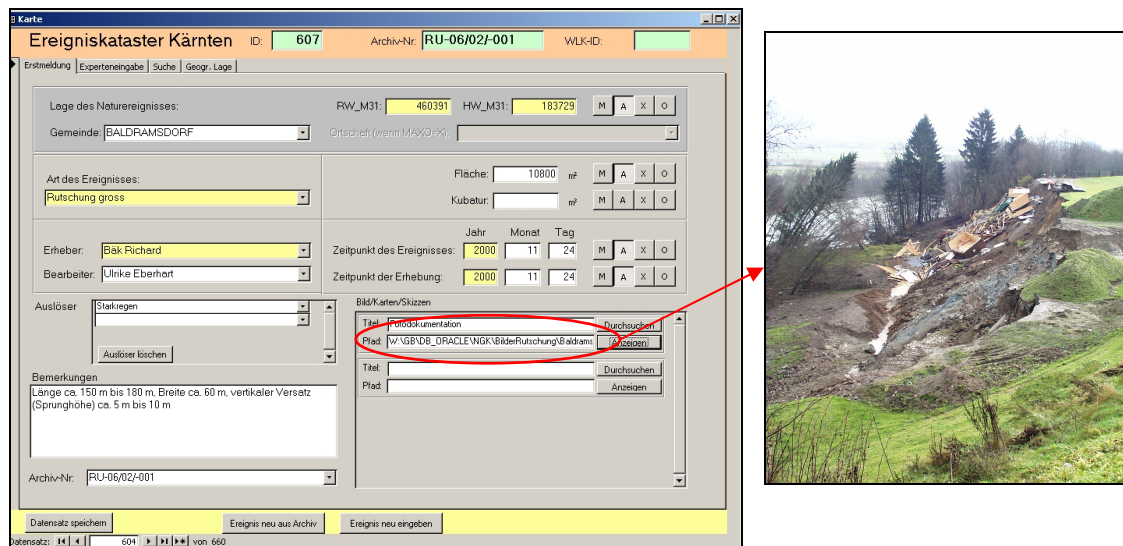 Karte
Ereigniskataster Kärnten ID: 607 Archiv-Nr: RU-06/02/-001 WLK-ID:
Erstmeldung Experteneingabe Suche Geogr. Lage
Lage des Naturereignisses: RW_M31: 460391 HW_M31: 183729 M A X O
Gemeinde: BALDRAMSDORF Ortschaft (wenn MAXO=X):
Art des Ereignisses: Fläche: 10800 m² M A X O
Rutschung gross Kubatur: m³ M A X O
Jahr Monat Tag
Erheber: Bäk Richard Zeitpunkt des Ereignisses: 2000 11 24 M A X O
Bearbeiter: Ulrike Eberhart Zeitpunkt der Erhebung: 2000 11 24 M A X O
Auslöser Starkregen
Auslöser löschen
Bild/Karten/Skizzen
Titel: Fotodokumentation Durchsuchen
Pfad: W:\GB\DB_ORACLE\NGK\BilderRutschung\Baldrams Anzeigen
Titel: Durchsuchen
Pfad: Anzeigen
Bemerkungen
Länge ca. 150 m bis 180 m, Breite ca. 60 m, vertikaler Versatz
(Sprunghöhe) ca. 5 m bis 10 m
Archiv-Nr: RU-06/02/-001
Datensatz speichern Ereignis neu aus Archiv Ereignis neu eingeben
Datensatz: 604 von 660